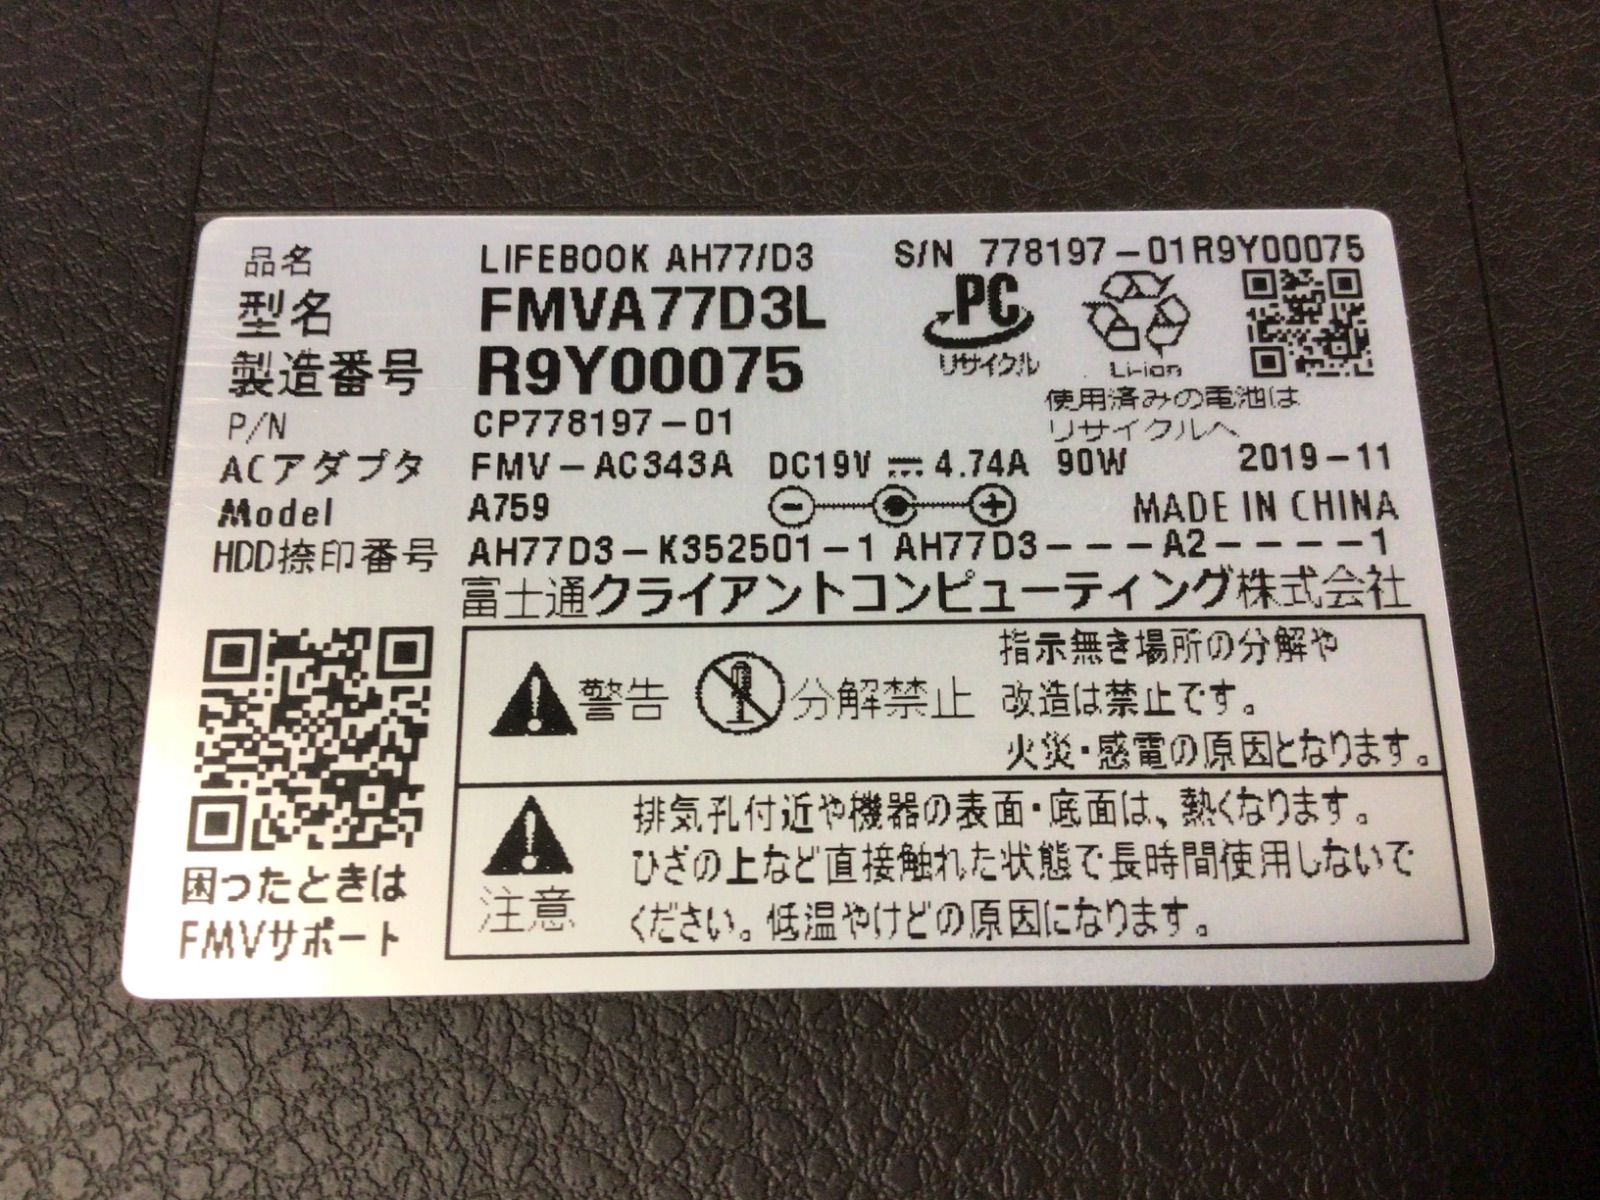 品名 LIFEBOOK AH77/D3 S/N 778197-01R9Y00075
型名 FMVA77D3L
PC
リサイクル
Li-ion
製造番号 R9Y00075
使用済みの電池は
リサイクルへ
P/N CP778197-01
ACアダプタ FMV-AC343A DC19V 4.74A 90W 2019-11
Model A759 MADE IN CHINA
HDD捺印番号 AH77D3-K352501-1 AH77D3---A2----1
富士通クライアントコンピューティング株式会社
警告 分解禁止
指示無き場所の分解や
改造は禁止です。
火災・感電の原因となります。
注意
排気孔付近や機器の表面・底面は、熱くなります。
ひざの上など直接触れた状態で長時間使用しないで
ください。低温やけどの原因になります。
困ったときは
FMVサポート